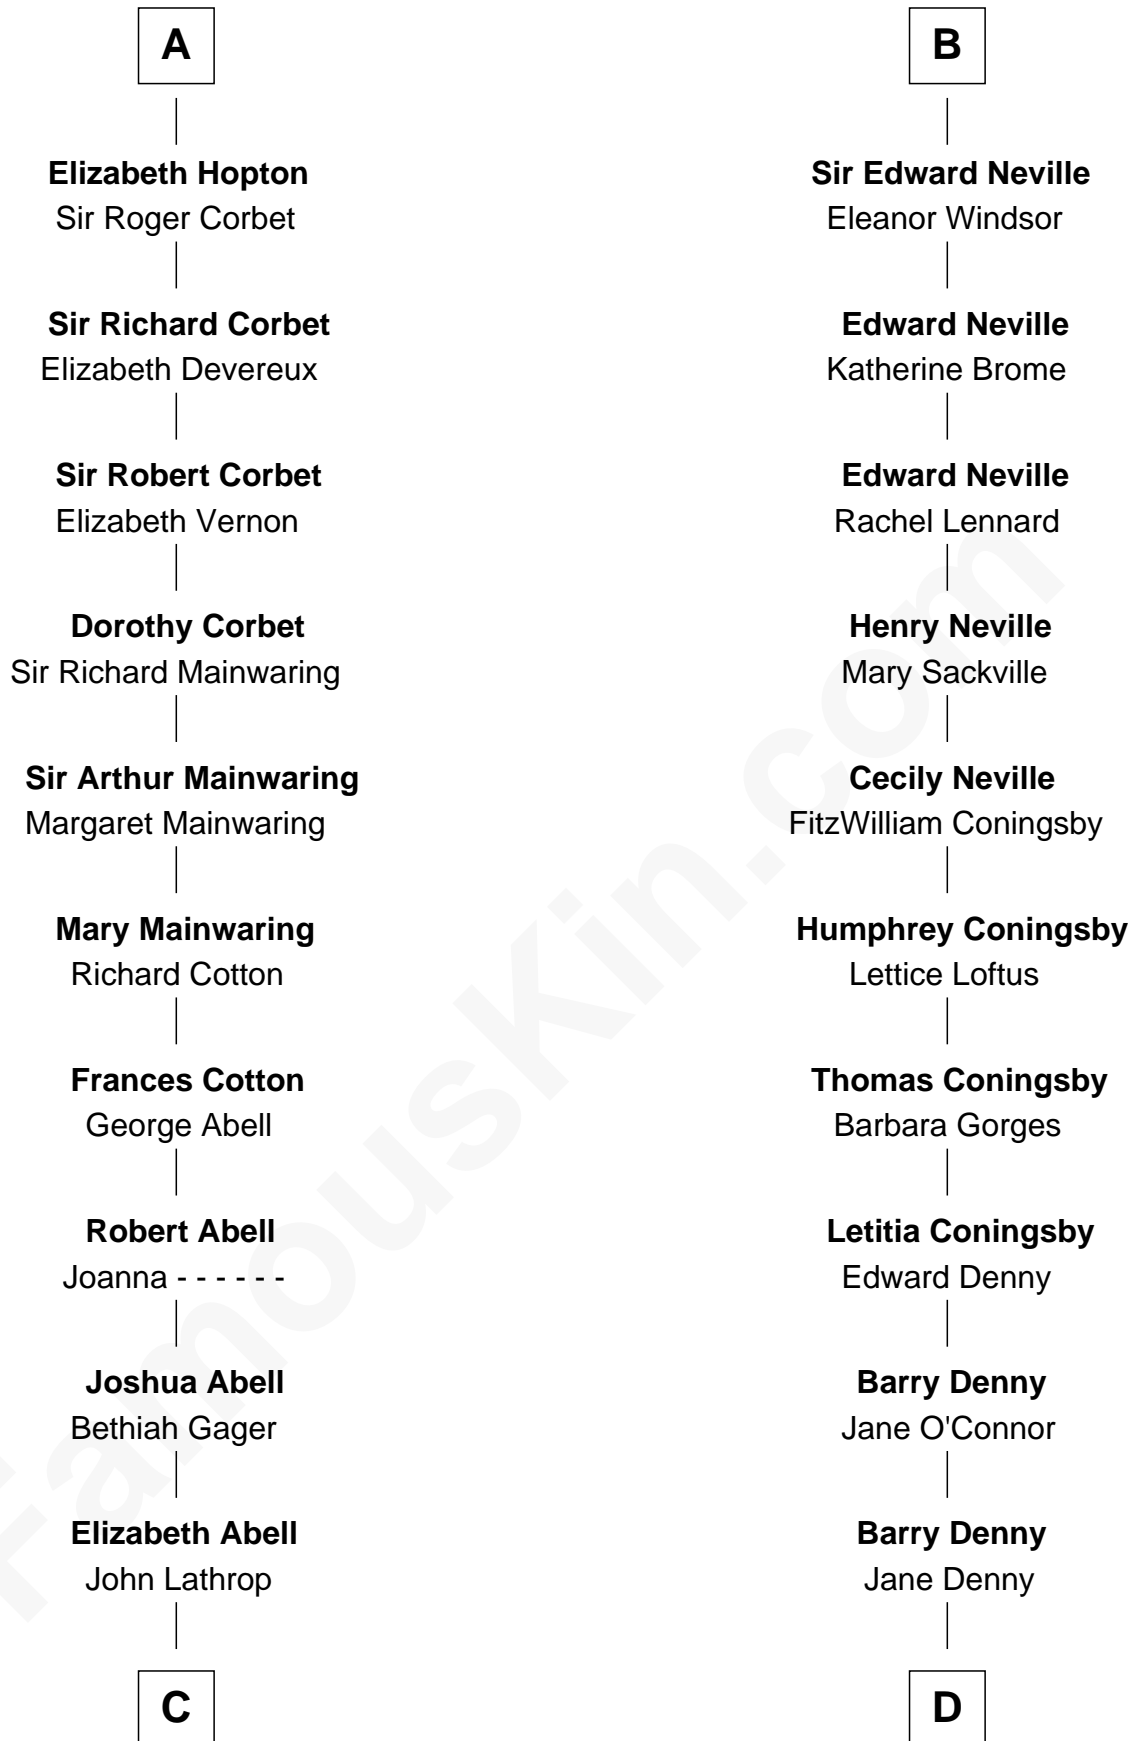 A
Elizabeth Hopton
Sir Roger Corbet
Sir Richard Corbet
Elizabeth Devereux
Sir Robert Corbet
Elizabeth Vernon
Dorothy Corbet
Sir Richard Mainwaring
Sir Arthur Mainwaring
Margaret Mainwaring
Mary Mainwaring
Richard Cotton
Frances Cotton
George Abell
Robert Abell
Joanna - - - - - -
Joshua Abell
Bethiah Gager
Elizabeth Abell
John Lathrop
C
B
Sir Edward Neville
Eleanor Windsor
Edward Neville
Katherine Brome
Edward Neville
Rachel Lennard
Henry Neville
Mary Sackville
Cecily Neville
FitzWilliam Coningsby
Humphrey Coningsby
Lettice Loftus
Thomas Coningsby
Barbara Gorges
Letitia Coningsby
Edward Denny
Barry Denny
Jane O'Connor
Barry Denny
Jane Denny
D
FamousKin.com